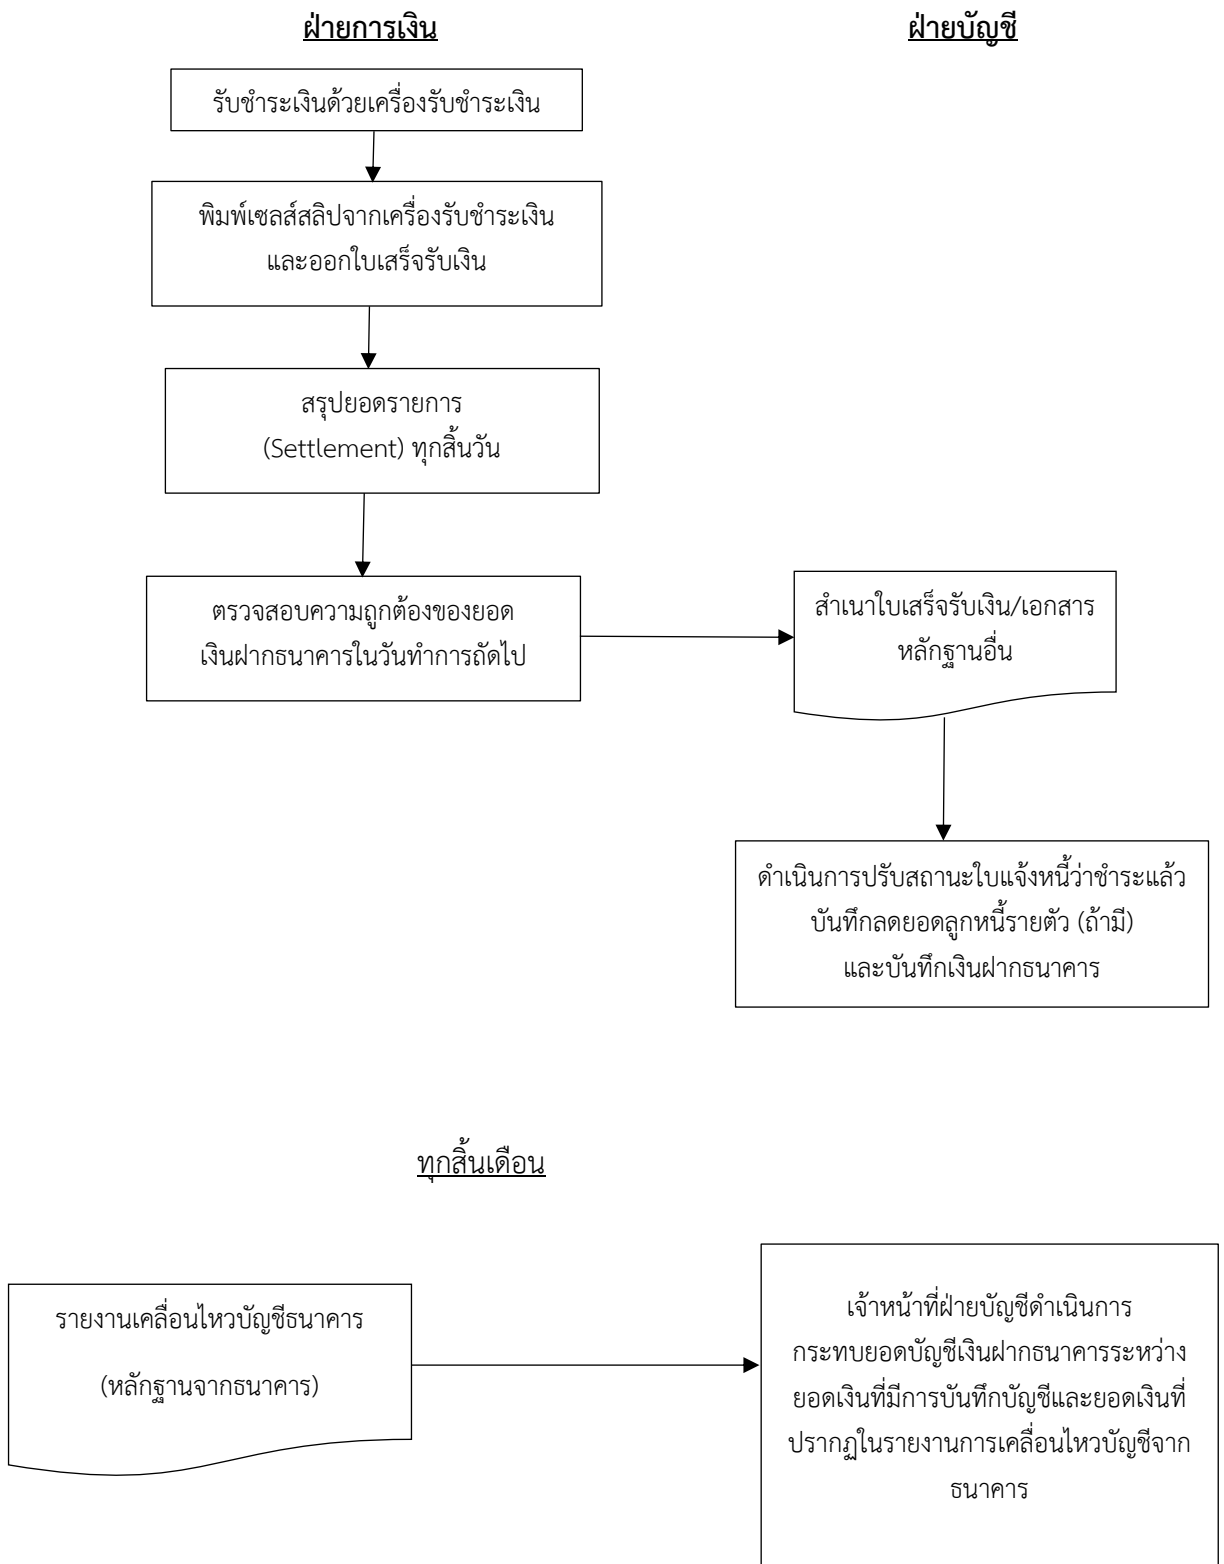 ฝ่ายการเงิน
ฝ่ายบัญชี
รับชำระเงินด้วยเครื่องรับชำระเงิน
พิมพ์เซลส์สลิปจากเครื่องรับชำระเงิน
และออกใบเสร็จรับเงิน
สรุปยอดรายการ
(Settlement) ทุกสิ้นวัน
ตรวจสอบความถูกต้องของยอด
เงินฝากธนาคารในวันทำการถัดไป
สำเนาใบเสร็จรับเงิน/เอกสาร
หลักฐานอื่น
ดำเนินการปรับสถานะใบแจ้งหนี้ว่าชำระแล้ว
บันทึกลดยอดลูกหนี้รายตัว (ถ้ามี)
และบันทึกเงินฝากธนาคาร
ทุกสิ้นเดือน
รายงานเคลื่อนไหวบัญชีธนาคาร
(หลักฐานจากธนาคาร)
เจ้าหน้าที่ฝ่ายบัญชีดำเนินการ
กระทบยอดบัญชีเงินฝากธนาคารระหว่าง
ยอดเงินที่มีการบันทึกบัญชีและยอดเงินที่
ปรากฏในรายงานการเคลื่อนไหวบัญชีจาก
ธนาคาร